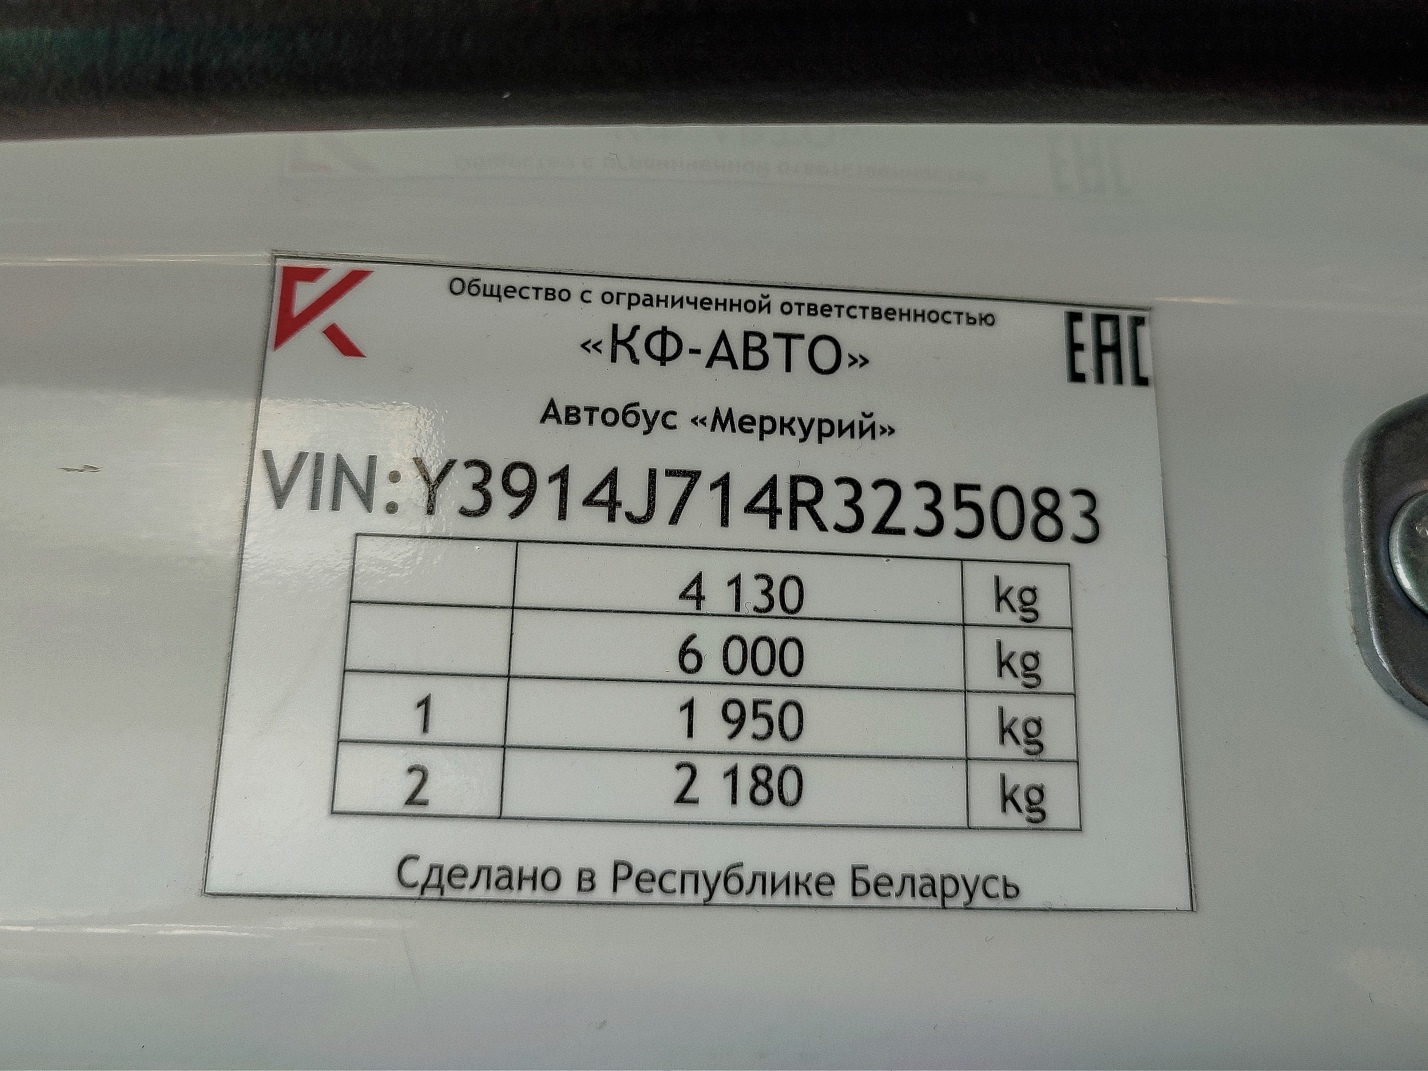 Общество с ограниченной ответственностью
«КФ-АВТО»
EAC
Автобус «Меркурий»
VIN:Y3914J714R3235083
4 130 kg
6 000 kg
1 1 950 kg
2 2 180 kg
Сделано в Республике Беларусь